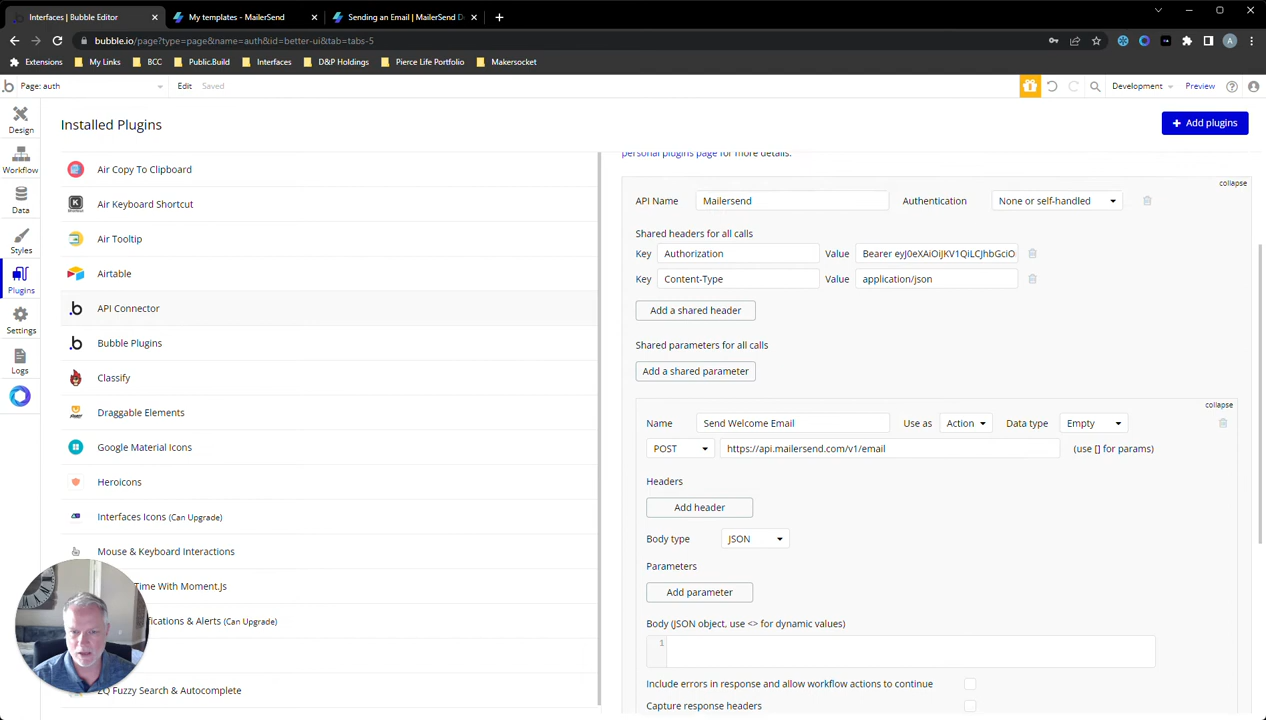 Interfaces | Bubble Editor
My templates - MailerSend
Sending an Email | MailerSend D
bubble.io/page?type=page&name=auth&id=better-ui&tab=tabs-5
A
Extensions
My Links
BCC
Public.Build
Interfaces
D&P Holdings
Pierce Life Portfolio
Makersocket
Page: auth
Edit
Saved
Development
Preview
Design
Workflow
Data
Styles
Plugins
Settings
Logs
Installed Plugins
+ Add plugins
Air Copy To Clipboard
Air Keyboard Shortcut
Air Tooltip
Airtable
API Connector
Bubble Plugins
Classify
Draggable Elements
Google Material Icons
Heroicons
Interfaces Icons (Can Upgrade)
Mouse & Keyboard Interactions
Time With Moment.Js
fications & Alerts (Can Upgrade)
ZQ Fuzzy Search & Autocomplete
personal plugins page for more details.
collapse
API Name
Mailersend
Authentication
None or self-handled
Shared headers for all calls
Key
Authorization
Value
Bearer eyJ0eXAiOiJKV1QiLCJhbGciO
Key
Content-Type
Value
application/json
Add a shared header
Shared parameters for all calls
Add a shared parameter
collapse
Name
Send Welcome Email
Use as
Action
Data type
Empty
POST
https://api.mailersend.com/v1/email
(use [] for params)
Headers
Add header
Body type
JSON
Parameters
Add parameter
Body (JSON object, use <> for dynamic values)
1
Include errors in response and allow workflow actions to continue
Capture response headers